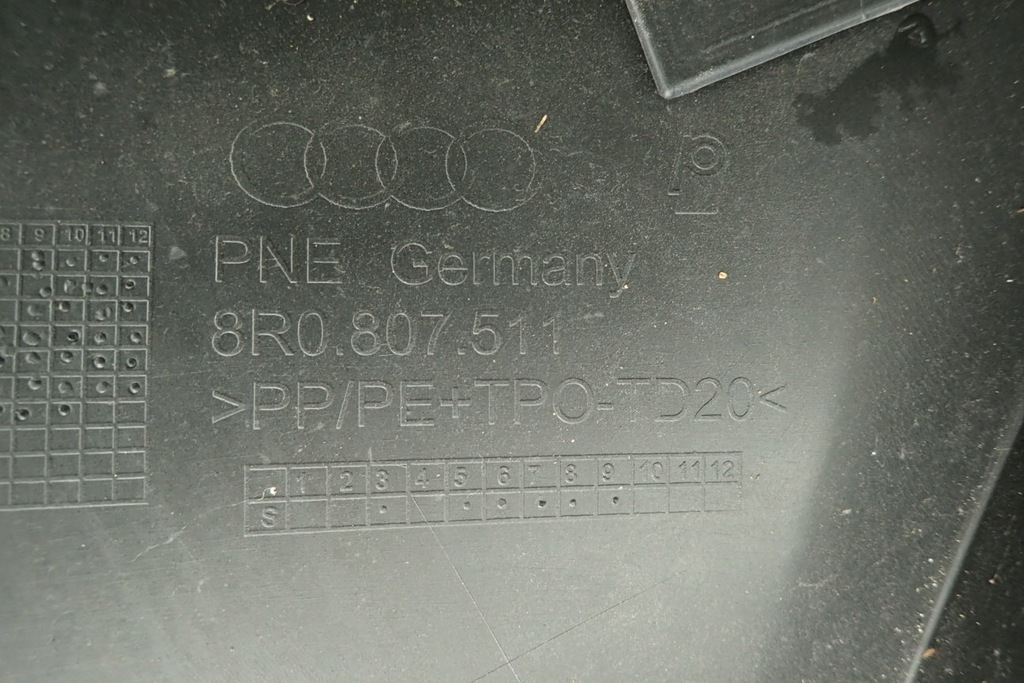 8 9 10 11 12
PNE Germany
8R0.807.511
>PP/PE+TPO-TD20<
1 2 3 4 5 6 7 8 9 10 11 12
S